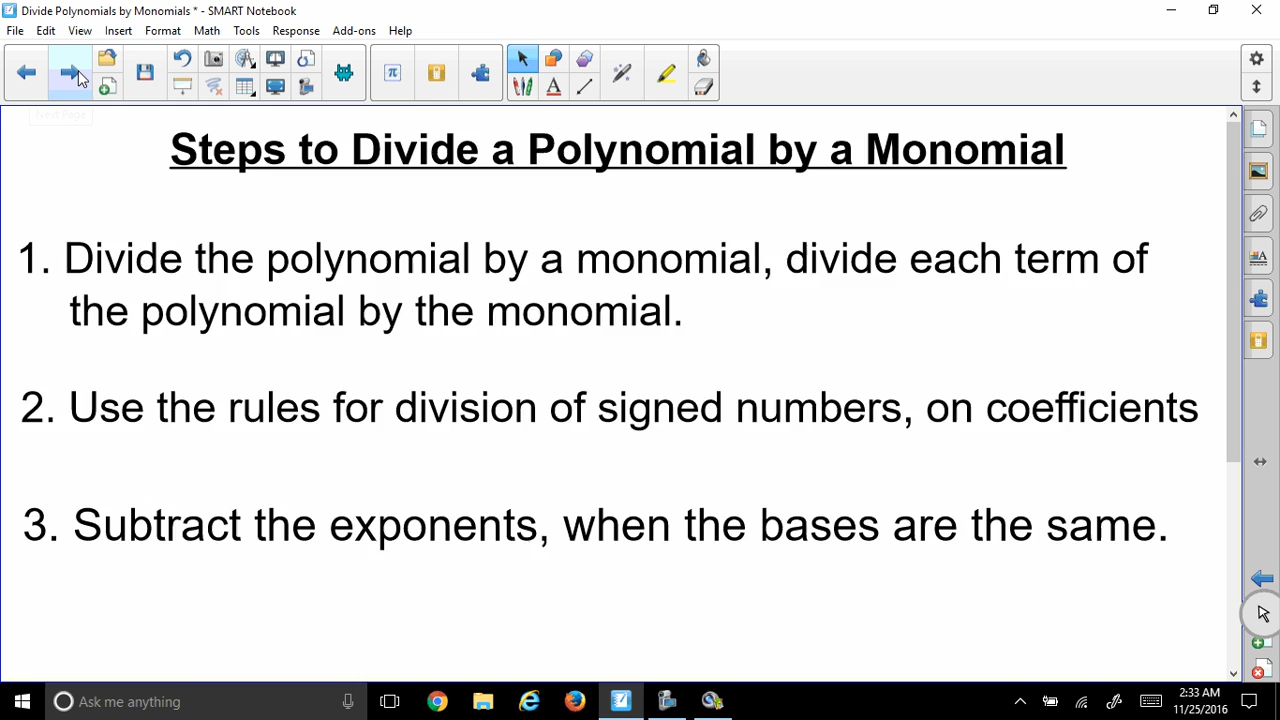 Divide Polynomials by Monomials * - SMART Notebook
File Edit View Insert Format Math Tools Response Add-ons Help
π
A
Next Page
Steps to Divide a Polynomial by a Monomial
1. Divide the polynomial by a monomial, divide each term of
the polynomial by the monomial.
2. Use the rules for division of signed numbers, on coefficients
3. Subtract the exponents, when the bases are the same.
Ask me anything
2:33 AM
11/25/2016